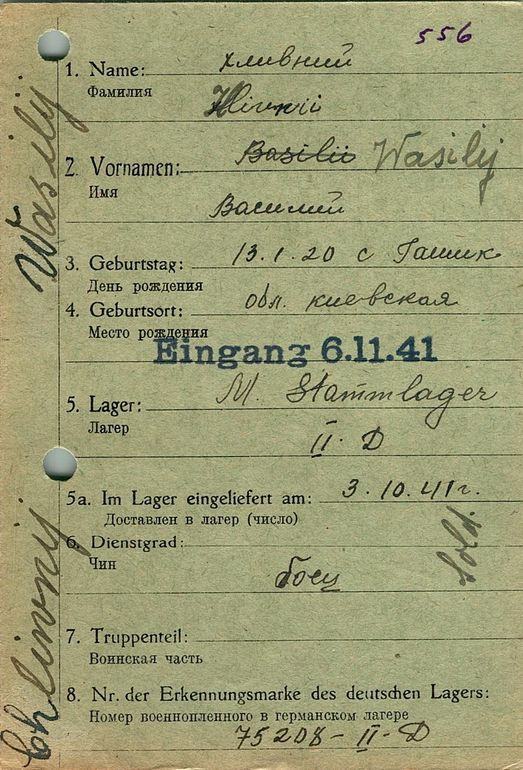 556
1. Name: хливний
Фамилия
Hlivnii
2. Vornamen: Basilii Wasilij
Имя
Василий
3. Geburtstag: 13.1.20 с Гашик
День рождения
4. Geburtsort: обл. киевская
Место рождения
Eingang 6.11.41
5. Lager: M. Stammlager
Лагер
II. D
5a. Im Lager eingeliefert am: 3.10.41г.
Доставлен в лагер (число)
6. Dienstgrad:
Чин
боец
Sold.
7. Truppenteil:
Воинская часть
8. Nr. der Erkennungsmarke des deutschen Lagers:
Номер военнопленного в германском лагере
75208-II-D
Chlivnij Wasilij